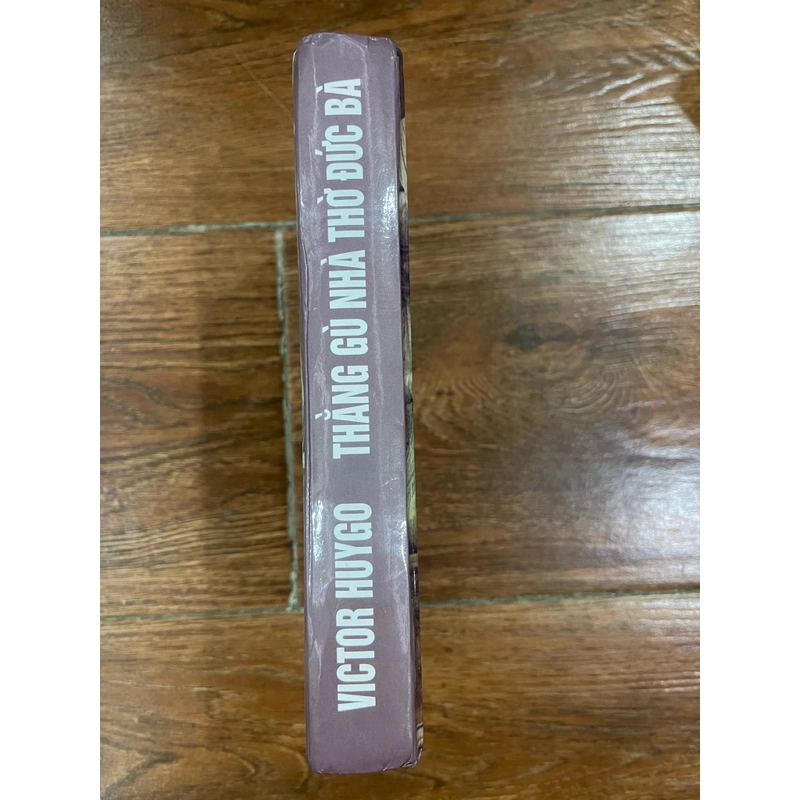 VICTOR HUYGO THẰNG GÙ NHÀ THỜ ĐỨC BÀ